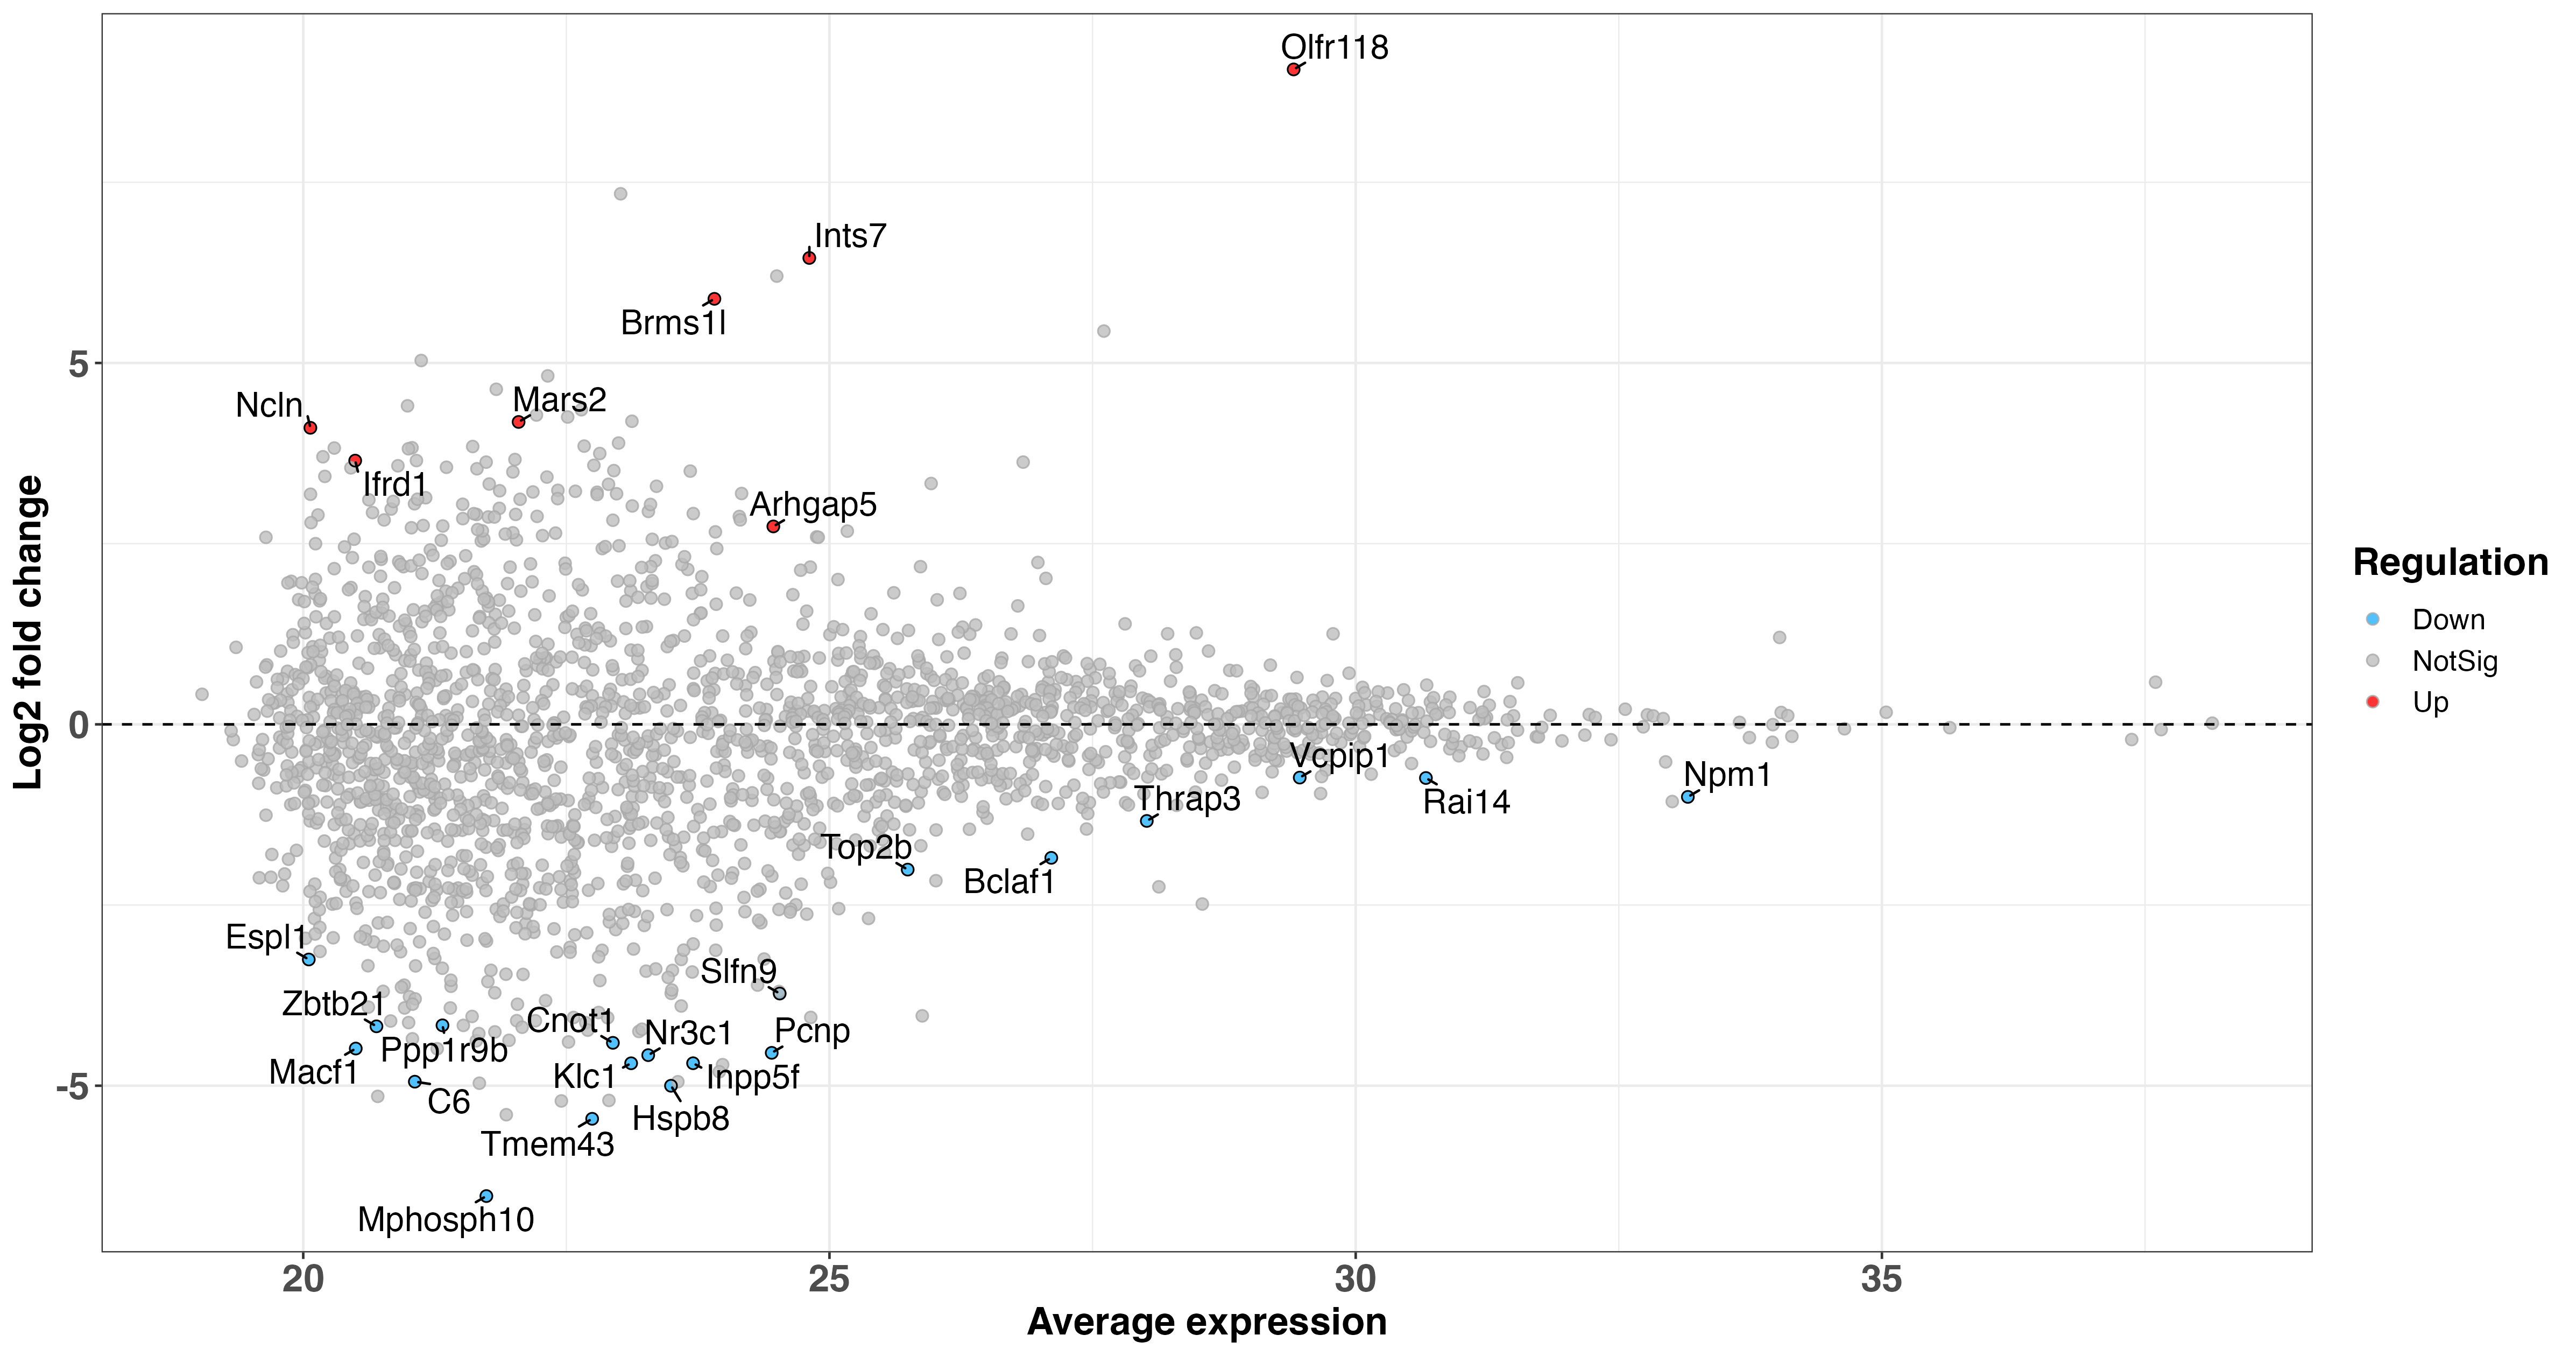 Olfr118
Ints7
Brms1l
Ncln
Mars2
Ifrd1
Arhgap5
Vcpip1
Npm1
Thrap3
Rai14
Top2b
Bclaf1
Espl1
Slfn9
Zbtb21
Cnot1
Nr3c1
Pcnp
Macf1
Ppp1r9b
Klc1
Inpp5f
C6
Hspb8
Tmem43
Mphosph10
5
0
-5
Log2 fold change
20 25 30 35
Average expression
Regulation
Down
NotSig
Up